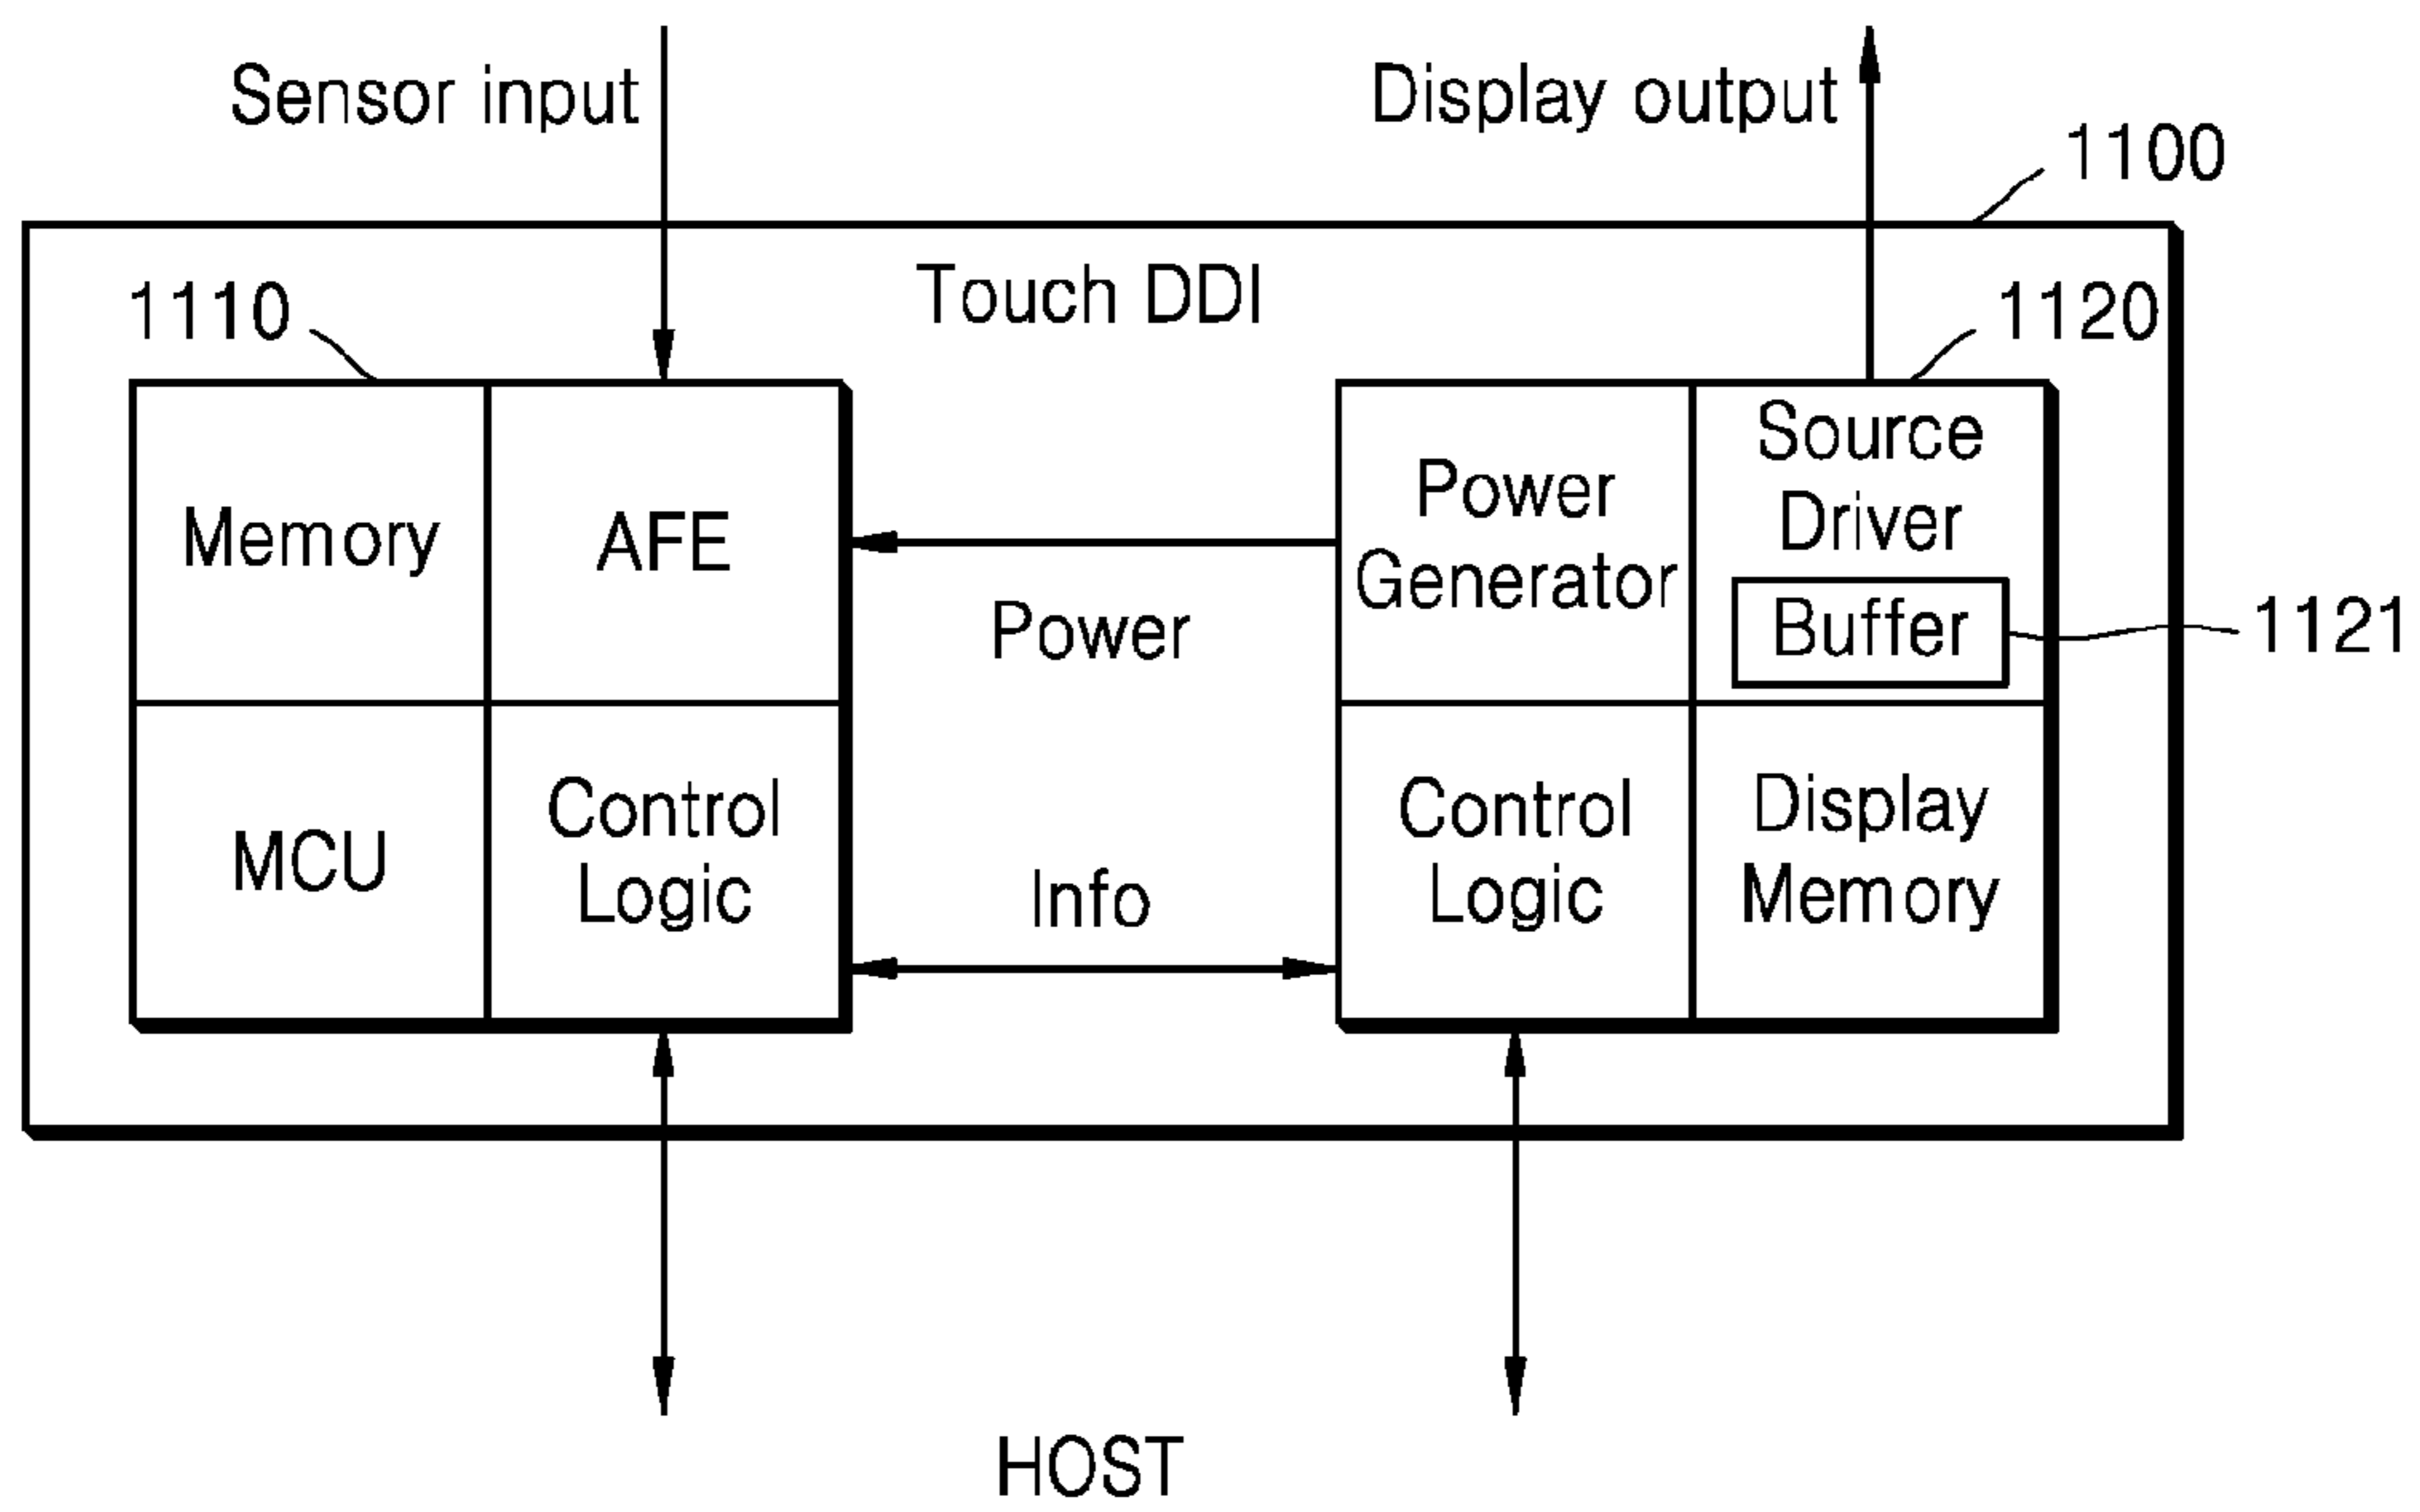 Sensor input
Display output
1100
Touch DDI
1110
1120
Memory
AFE
Power
Power
Generator
Source
Driver
Buffer
1121
MCU
Control
Logic
Info
Control
Logic
Display
Memory
HOST